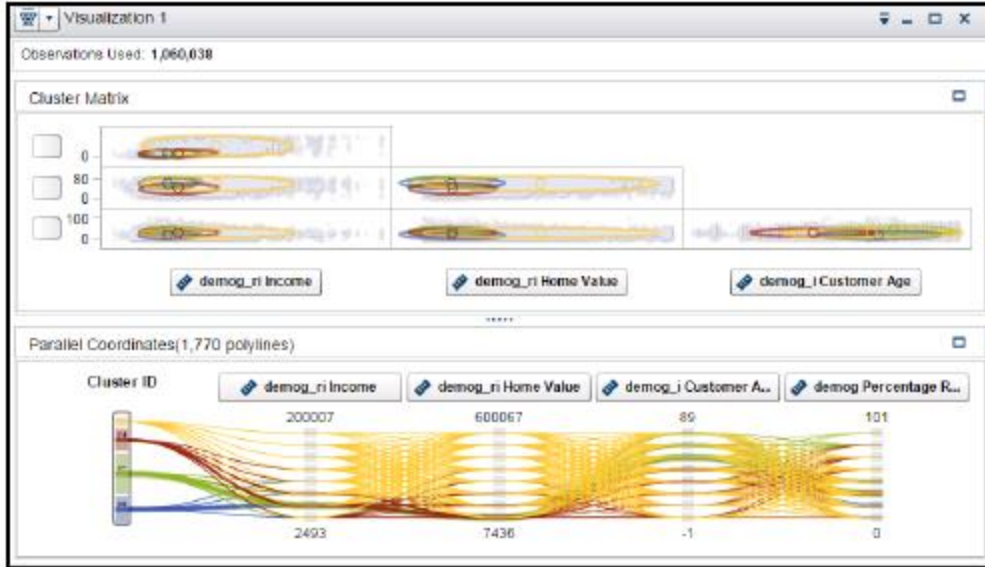 Visualization 1
Observations Used: 1,060,038
Cluster Matrix
0
80
0
100
0
demog_ri Income
demog_ri Home Value
demog_i Customer Age
Parallel Coordinates(1,770 polylines)
Cluster ID
demog_ri Income
demog_ri Home Value
demog_i Customer A...
demog Percentage R...
200007
600067
89
101
2493
7436
-1
0